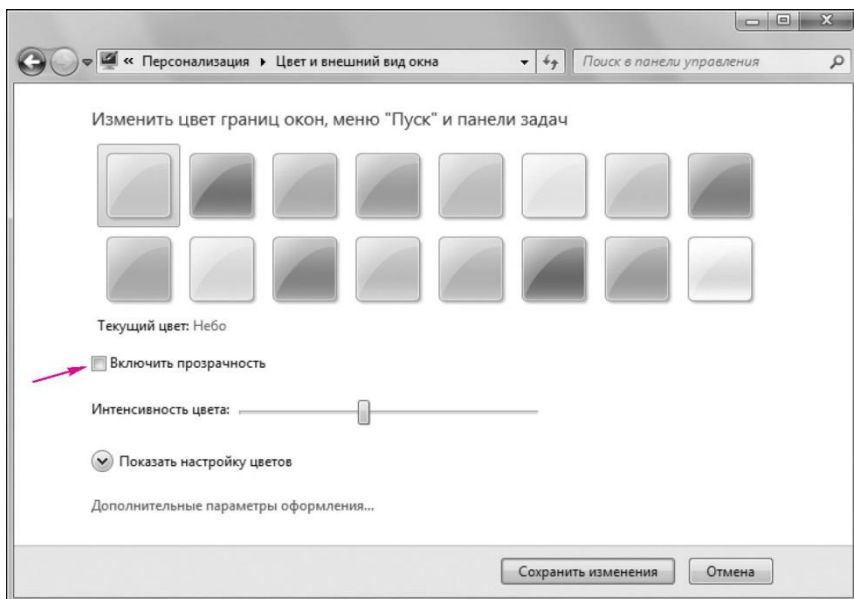 « Персонализация ▸ Цвет и внешний вид окна
Поиск в панели управления
Изменить цвет границ окон, меню "Пуск" и панели задач
Текущий цвет: Небо
Включить прозрачность
Интенсивность цвета:
Показать настройку цветов
Дополнительные параметры оформления...
Сохранить изменения
Отмена